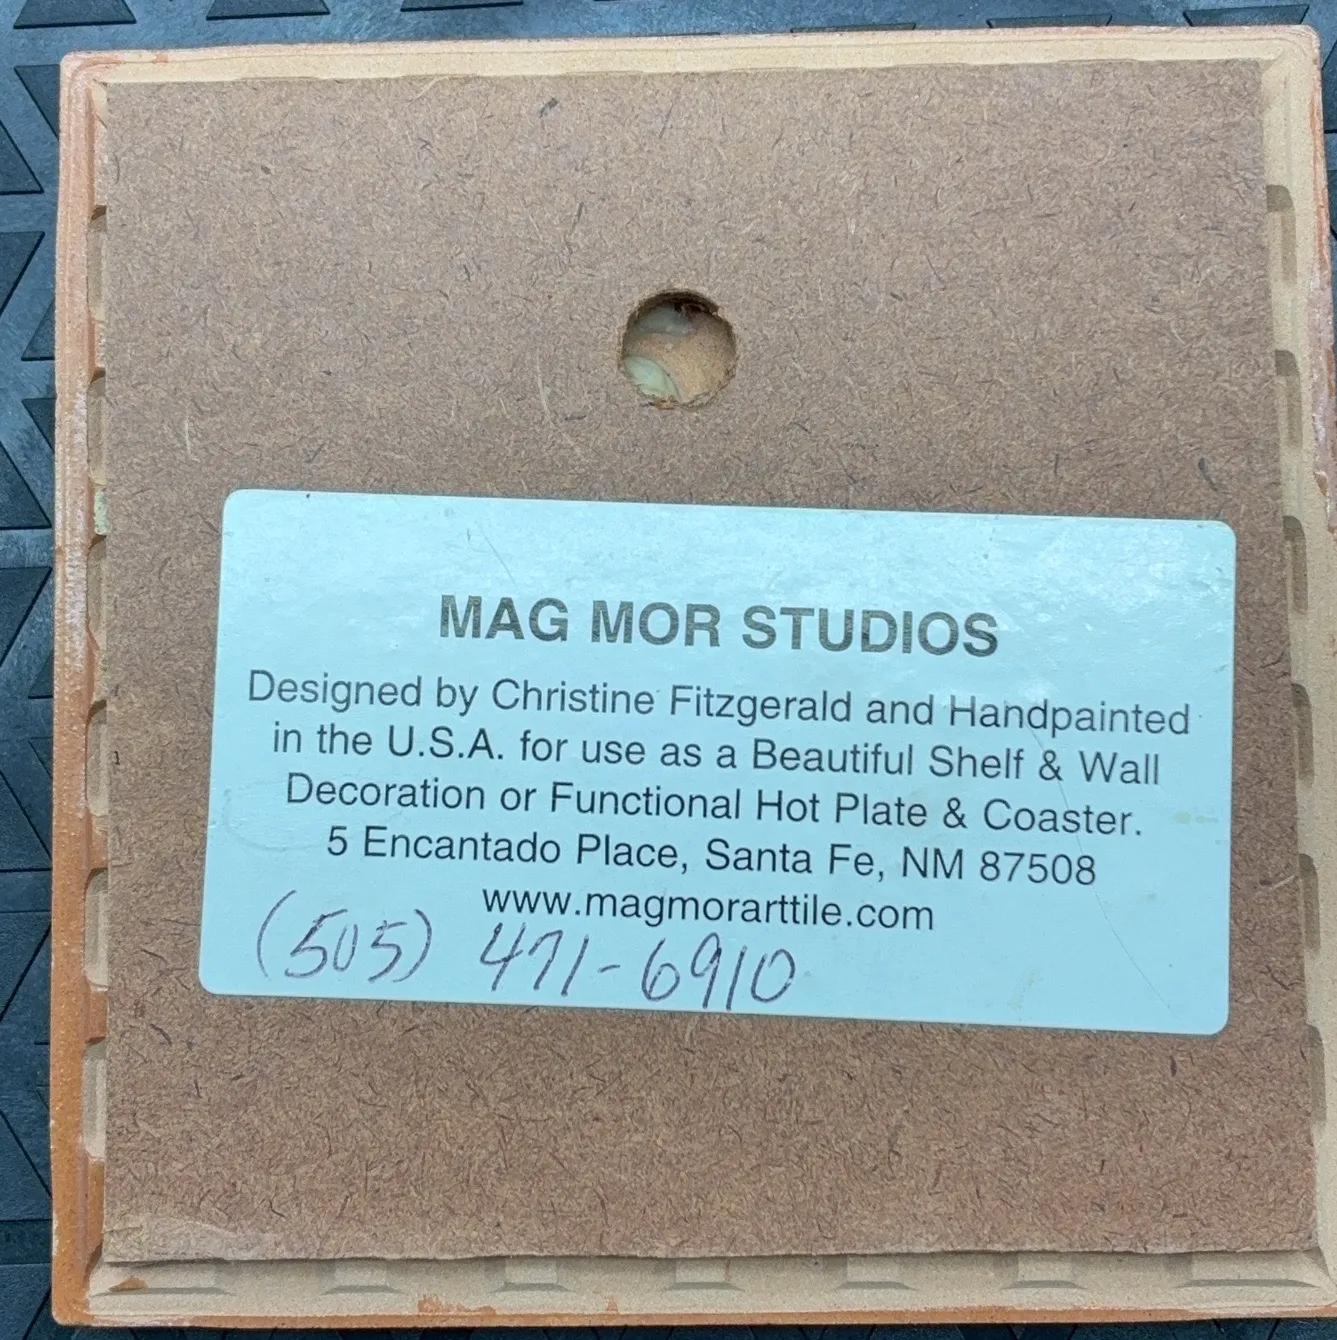 MAG MOR STUDIOS
Designed by Christine Fitzgerald and Handpainted
in the U.S.A. for use as a Beautiful Shelf & Wall
Decoration or Functional Hot Plate & Coaster.
5 Encantado Place, Santa Fe, NM 87508
www.magmorarttile.com
(505) 471-6910